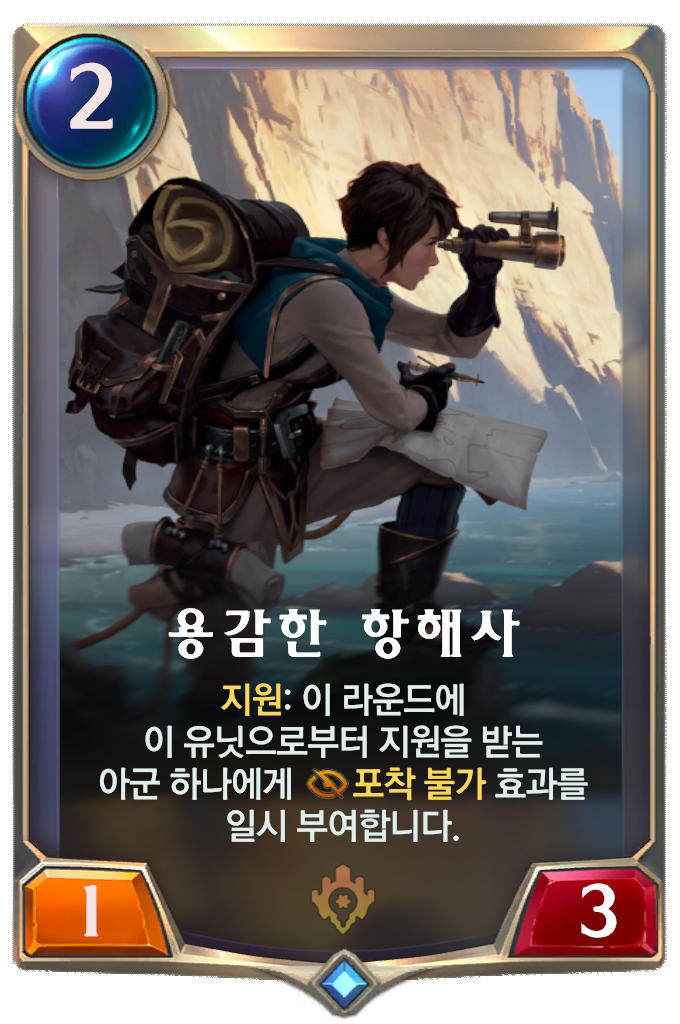 2
용감한 항해사
지원: 이 라운드에
이 유닛으로부터 지원을 받는
아군 하나에게 포착 불가 효과를
일시 부여합니다.
1
3